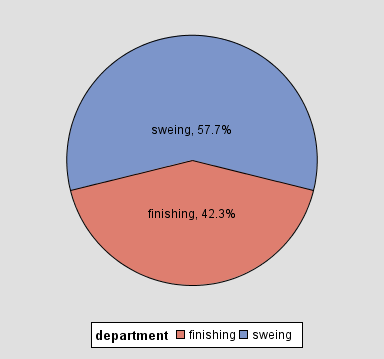 sweing, 57.7%
finishing, 42.3%
department finishing sweing